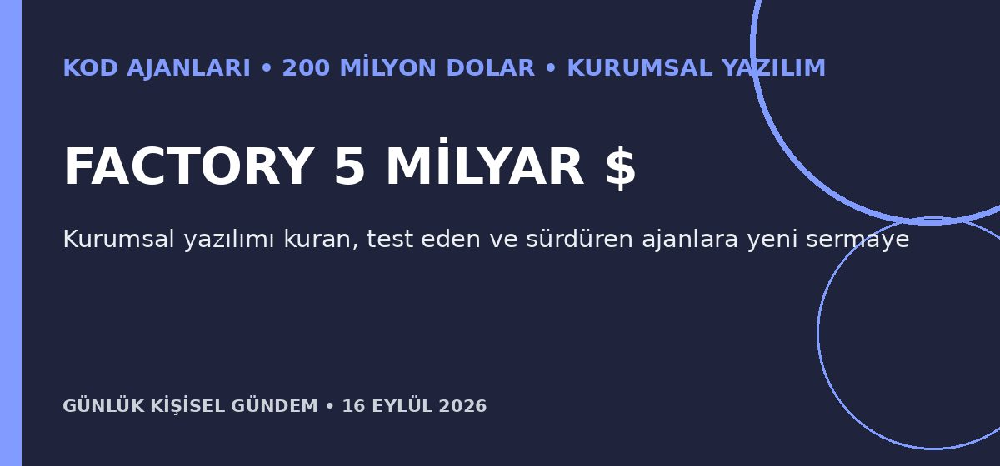 KOD AJANLARI • 200 MİLYON DOLAR • KURUMSAL YAZILIM
FACTORY 5 MİLYAR $
Kurumsal yazılımı kuran, test eden ve sürdüren ajanlara yeni sermaye
GÜNLÜK KİŞİSEL GÜNDEM • 16 EYLÜL 2026